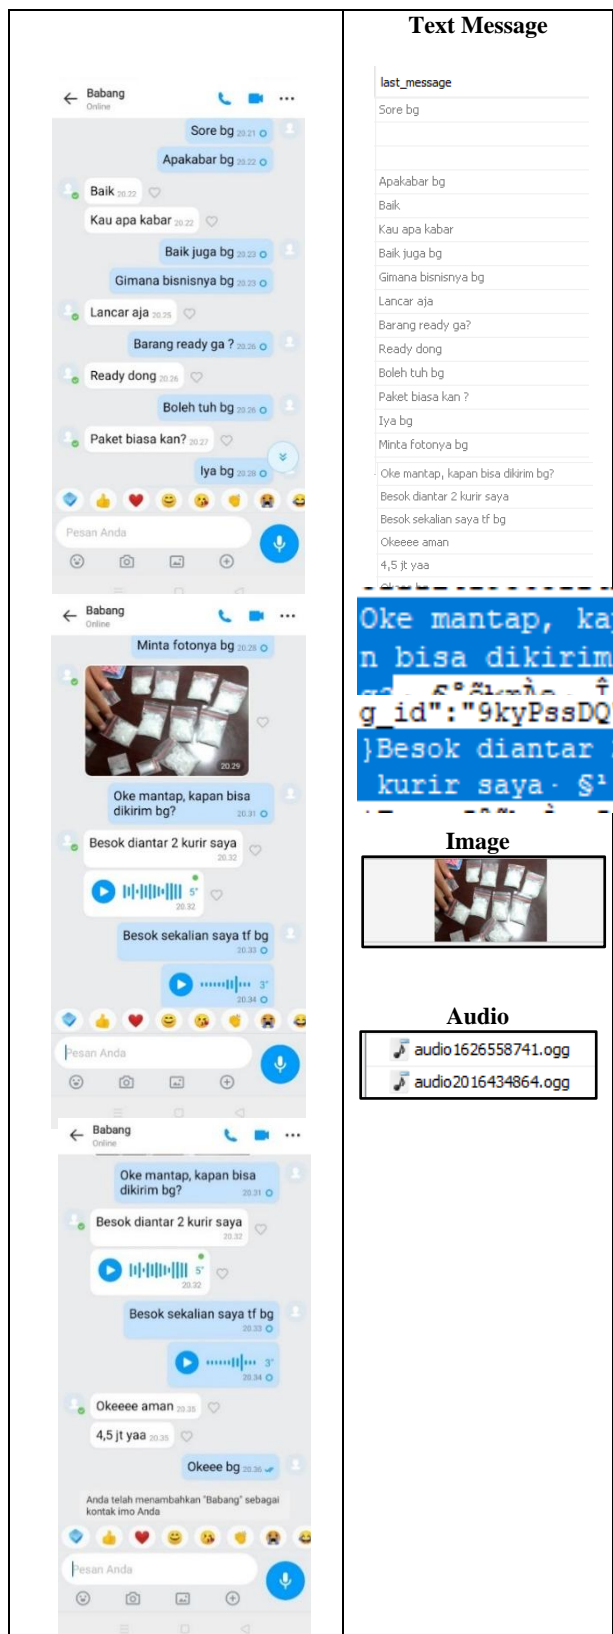 Babang
Online
Sore bg 20.21
Apakabar bg 20.22
Baik 20.22
Kau apa kabar 20.22
Baik juga bg 20.23
Gimana bisnisnya bg 20.23
Lancar aja 20.25
Barang ready ga ? 20.26
Ready dong 20.26
Boleh tuh bg 20.26
Paket biasa kan? 20.27
Iya bg 20.28
Pesan Anda
Babang
Online
Minta fotonya bg 20.28
20.29
Oke mantap, kapan bisa
dikirim bg? 20.31
Besok diantar 2 kurir saya
20.32
5"
20.32
Besok sekalian saya tf bg
20.33
3"
20.34
Pesan Anda
Babang
Online
Oke mantap, kapan bisa
dikirim bg? 20.31
Besok diantar 2 kurir saya
20.32
5"
20.32
Besok sekalian saya tf bg
20.33
3"
20.34
Okeeee aman 20.35
4,5 jt yaa 20.35
Okeee bg 20.36
Anda telah menambahkan "Babang" sebagai
kontak imo Anda
Pesan Anda
Text Message
last_message
Sore bg
Apakabar bg
Baik
Kau apa kabar
Baik juga bg
Gimana bisnisnya bg
Lancar aja
Barang ready ga?
Ready dong
Boleh tuh bg
Paket biasa kan ?
Iya bg
Minta fotonya bg
Oke mantap, kapan bisa dikirim bg?
Besok diantar 2 kurir saya
Besok sekalian saya tf bg
Okeeee aman
4,5 jt yaa
Oke mantap, ka
n bisa dikirim
g_id":"9kyPssDQ
}Besok diantar
kurir saya
Image
Audio
audio1626558741.ogg
audio2016434864.ogg